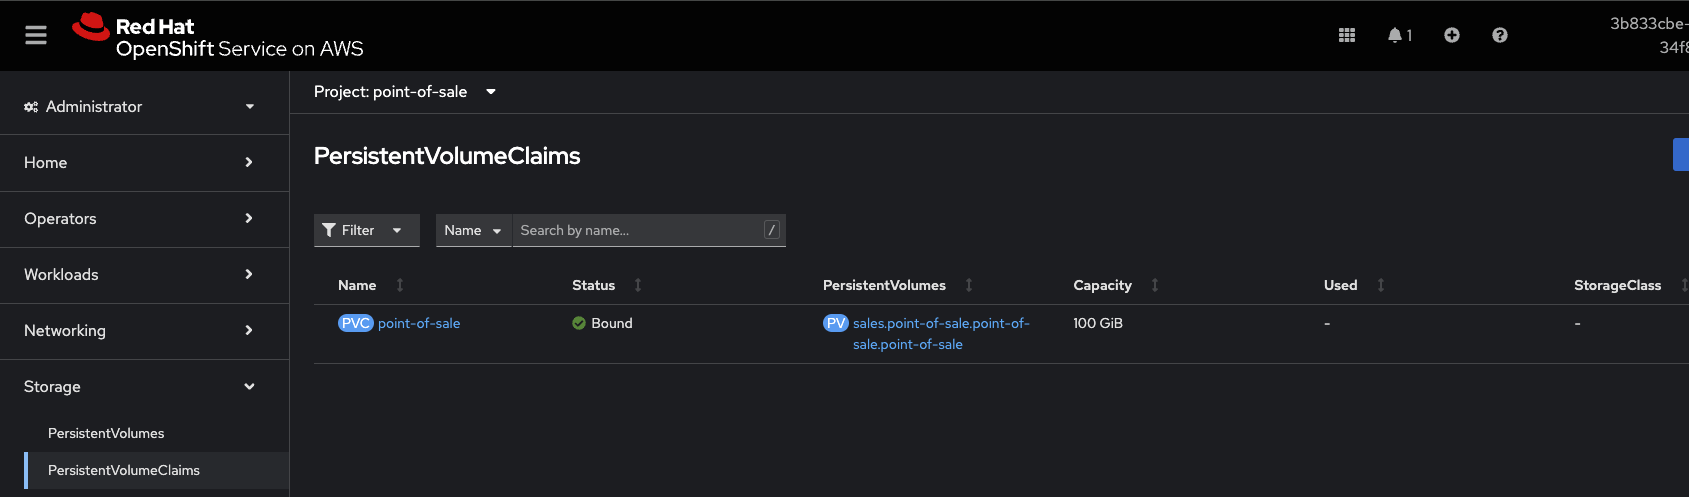 Red Hat
OpenShift Service on AWS
1
3b833cbe-
34f8
Administrator
Project: point-of-sale
Home
Operators
Workloads
Networking
Storage
PersistentVolumes
PersistentVolumeClaims
PersistentVolumeClaims
Filter
Name
Search by name...
/
Name Status PersistentVolumes Capacity Used StorageClass
PVC point-of-sale Bound PV sales.point-of-sale.point-of- 100 GiB - -
sale.point-of-sale